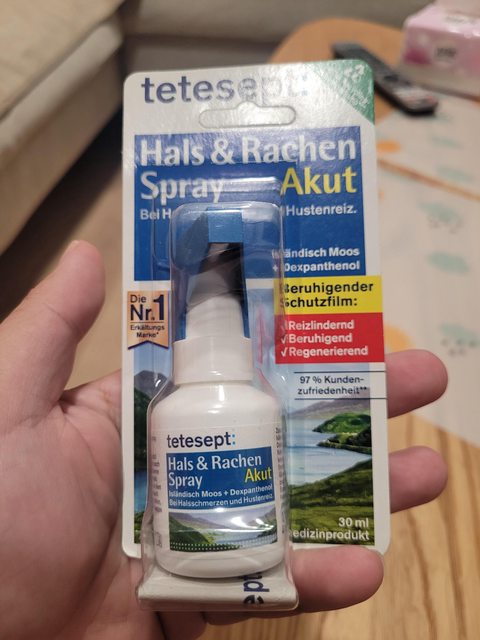 tetesept:
Hals & Rachen
Spray Akut
Bei Hustenreiz.
Isländisch Moos
+ Dexpanthenol
Beruhigender
Schutzfilm:
Reizlindernd
√Beruhigend
√Regenerierend
Die
Nr.1
Erkältungs
Marke*
97 % Kunden-
zufriedenheit**
tetesept:
Hals & Rachen
Spray Akut
Isländisch Moos + Dexpanthenol
Bei Halsschmerzen und Hustenreiz.
30 ml
edizinprodukt